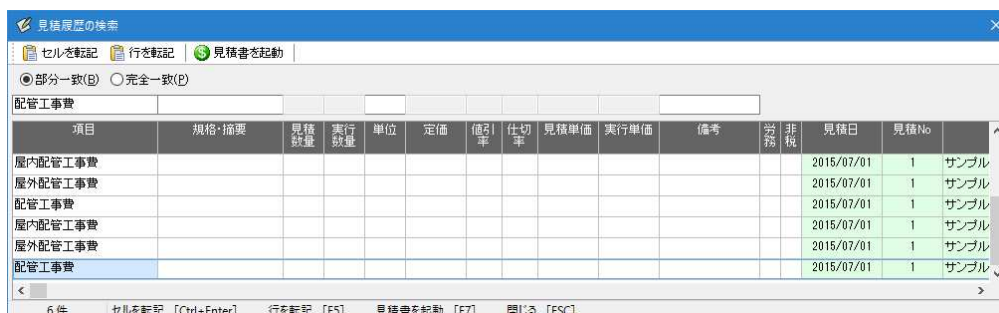 見積履歴の検索
セルを転記 行を転記 見積書を起動
部分一致(B) 完全一致(P)
配管工事費
項目 規格・摘要 見積数量 実行数量 単位 定価 値引率 仕切率 見積単価 実行単価 備考 労務 非税 見積日 見積No
屋内配管工事費 2015/07/01 1 サンプル
屋外配管工事費 2015/07/01 1 サンプル
配管工事費 2015/07/01 1 サンプル
屋内配管工事費 2015/07/01 1 サンプル
屋外配管工事費 2015/07/01 1 サンプル
配管工事費 2015/07/01 1 サンプル
6件 セルを転記 [Ctrl+Enter] 行を転記 [F5] 見積書を起動 [F7] 閉じる [ESC]